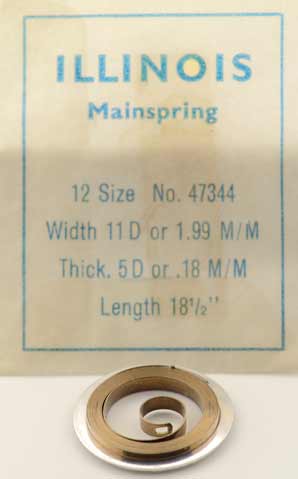 ILLINOIS
Mainspring
12 Size No. 47344
Width 11 D or 1.99 M/M
Thick. 5 D or .18 M/M
Length 18½''